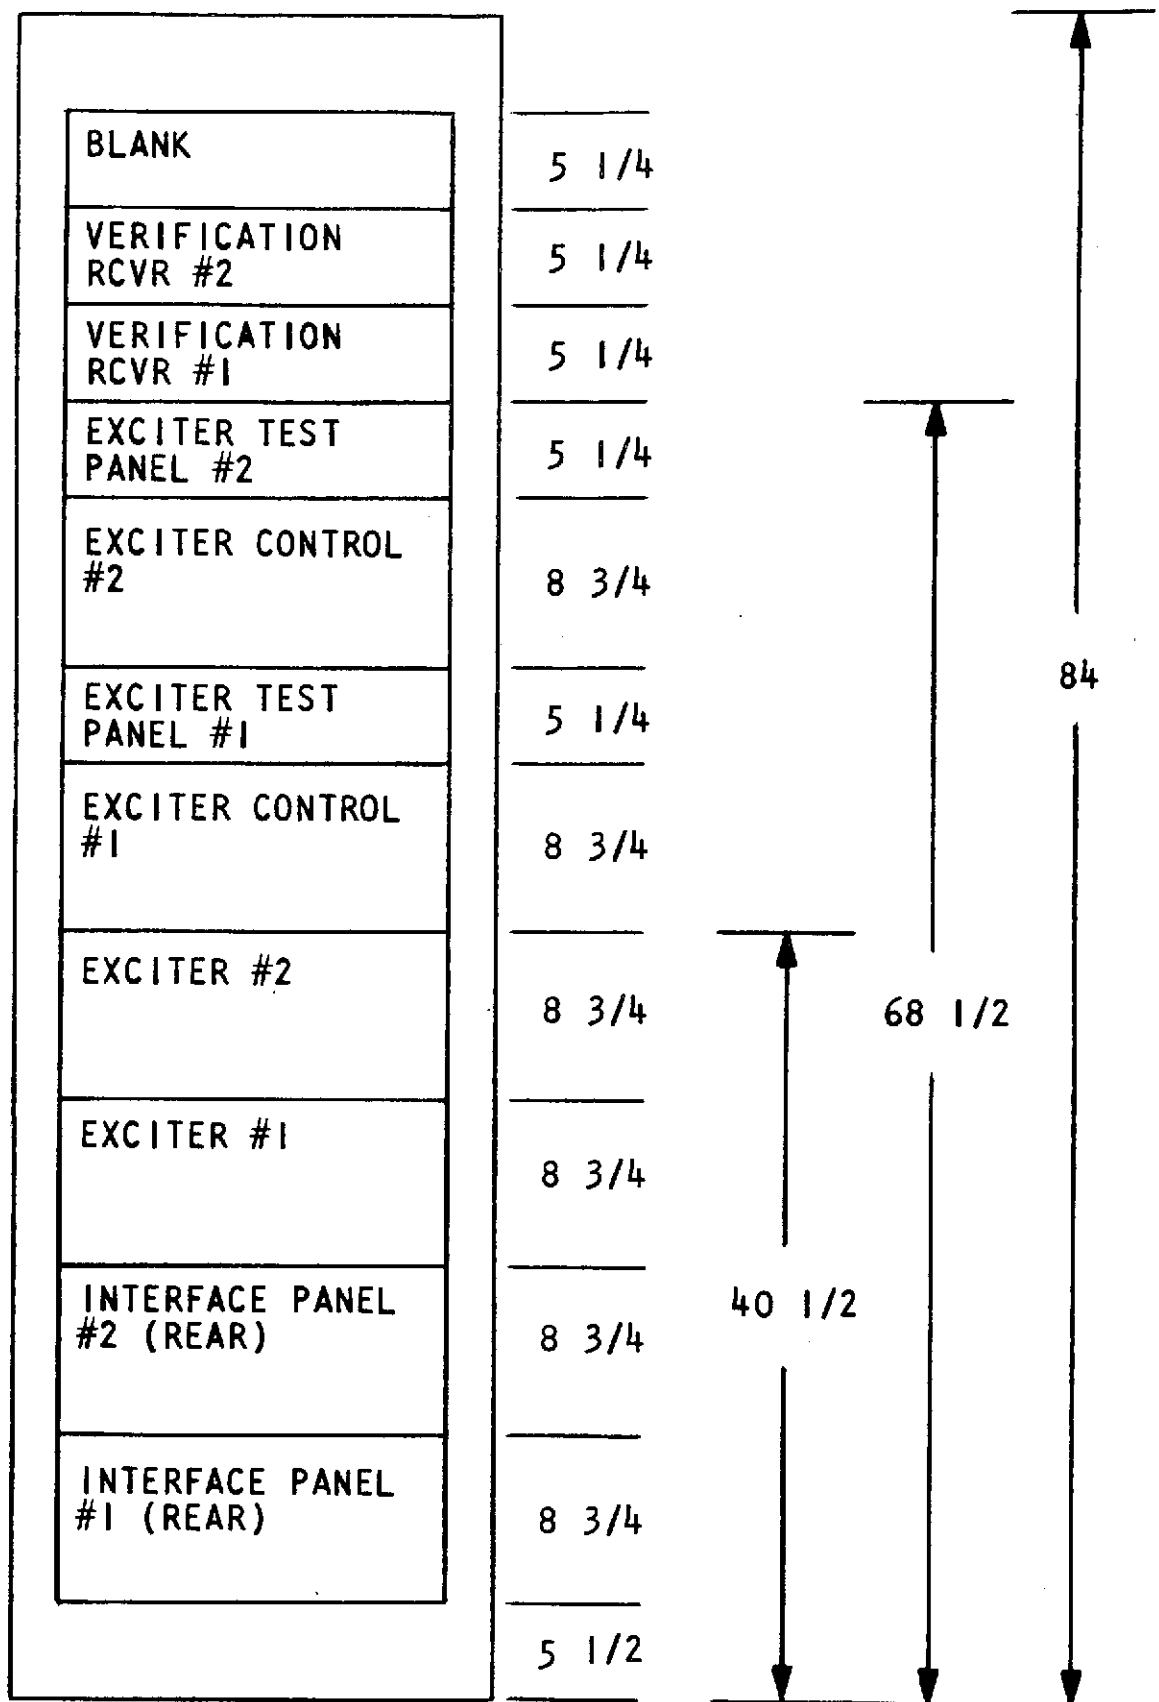 BLANK
5 1/4
VERIFICATION
RCVR #2
5 1/4
VERIFICATION
RCVR #1
5 1/4
EXCITER TEST
PANEL #2
5 1/4
EXCITER CONTROL
#2
8 3/4
84
EXCITER TEST
PANEL #1
5 1/4
EXCITER CONTROL
#1
8 3/4
EXCITER #2
8 3/4
68 1/2
EXCITER #1
8 3/4
INTERFACE PANEL
#2 (REAR)
8 3/4
40 1/2
INTERFACE PANEL
#1 (REAR)
8 3/4
5 1/2